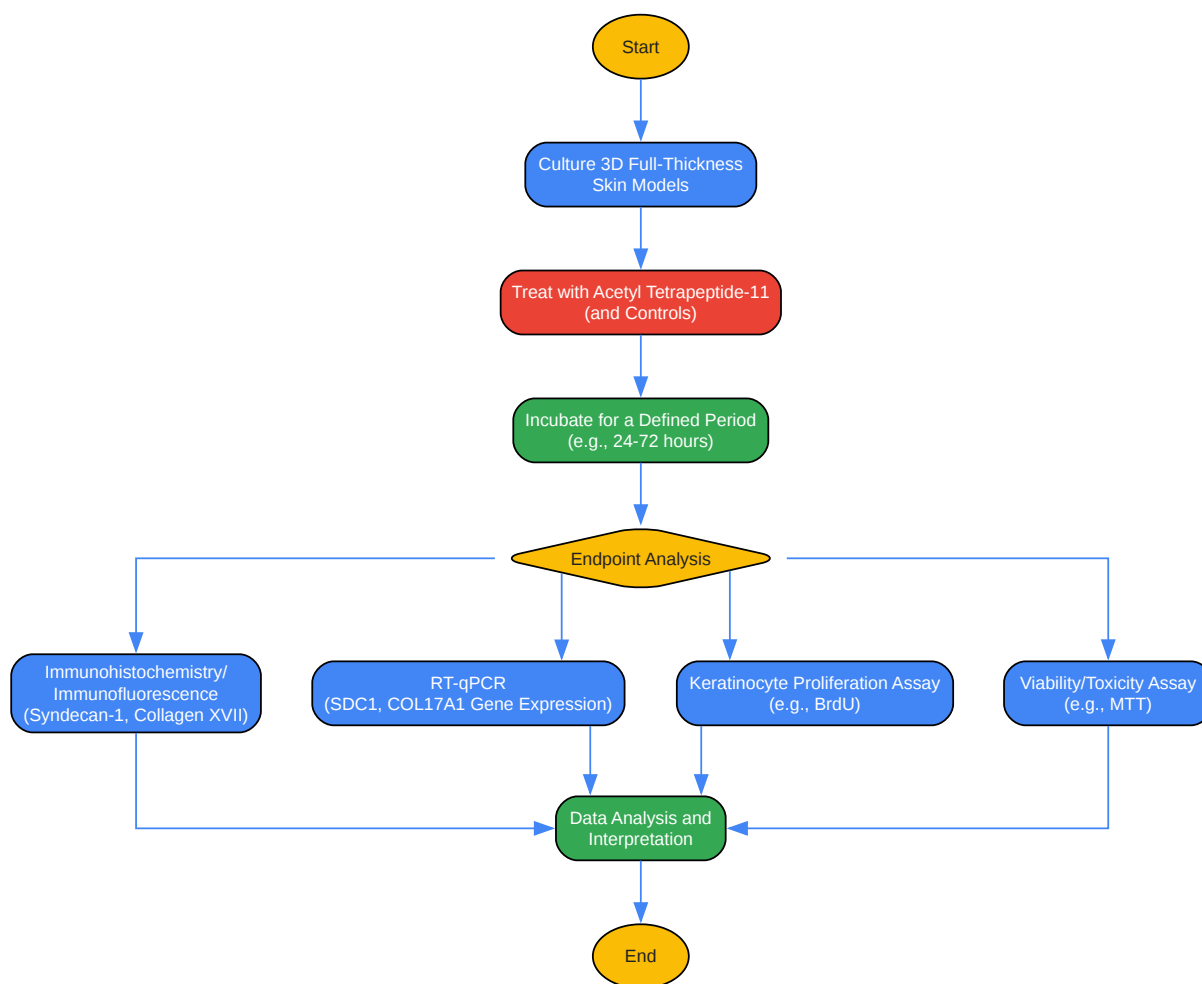 Start
Culture 3D Full-Thickness
Skin Models
Treat with Acetyl Tetrapeptide-11
(and Controls)
Incubate for a Defined Period
(e.g., 24-72 hours)
Endpoint Analysis
Immunohistochemistry/
Immunofluorescence
(Syndecan-1, Collagen XVII)
RT-qPCR
(SDC1, COL17A1 Gene Expression)
Keratinocyte Proliferation Assay
(e.g., BrdU)
Viability/Toxicity Assay
(e.g., MTT)
Data Analysis and
Interpretation
End